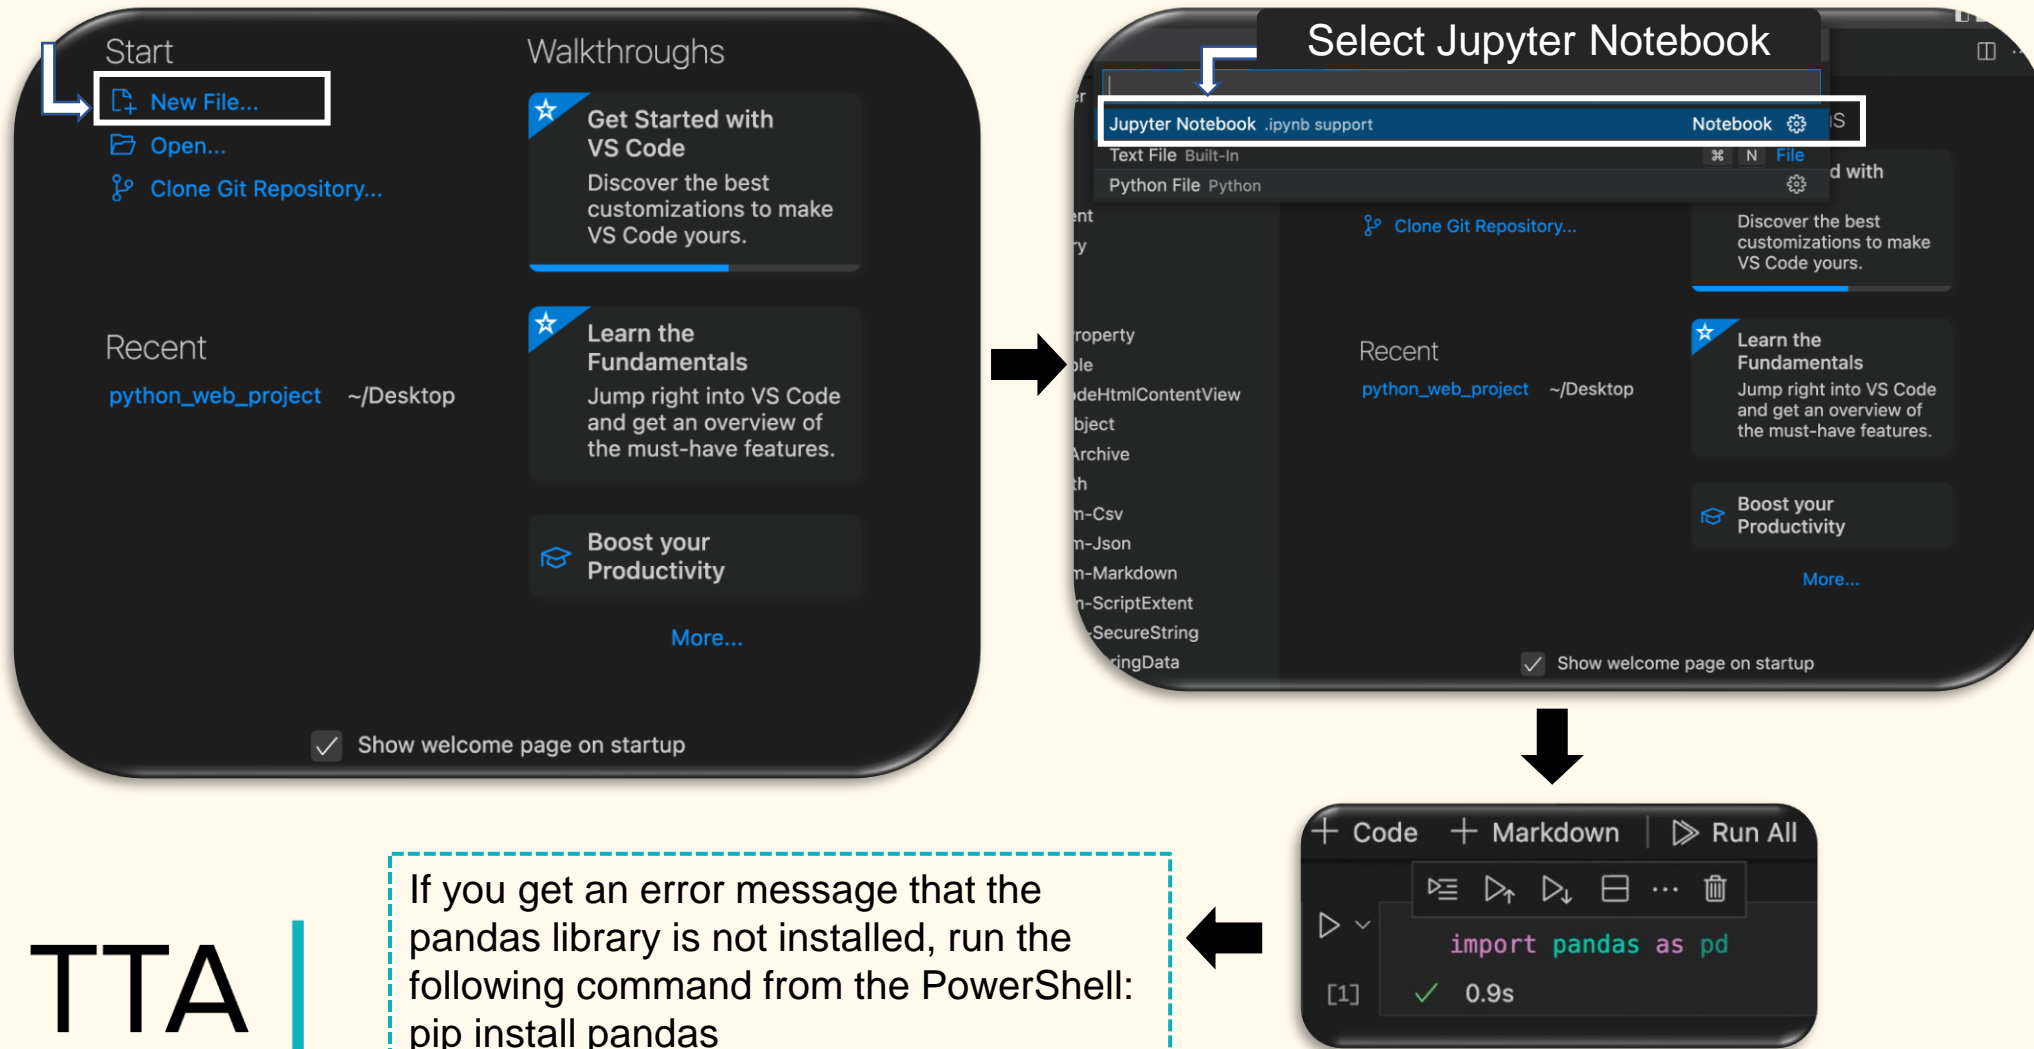 Start
New File...
Open...
Clone Git Repository...
Recent
python_web_project ~/Desktop
Walkthroughs
Get Started with
VS Code
Discover the best
customizations to make
VS Code yours.
Learn the
Fundamentals
Jump right into VS Code
and get an overview of
the must-have features.
Boost your
Productivity
More...
Show welcome page on startup
Select Jupyter Notebook
Jupyter Notebook .ipynb support Notebook
Text File Built-In ⌘ N File
Python File Python
d with
Clone Git Repository...
Discover the best
customizations to make
VS Code yours.
Recent
python_web_project ~/Desktop
Learn the
Fundamentals
Jump right into VS Code
and get an overview of
the must-have features.
Boost your
Productivity
More...
Show welcome page on startup
er
ent
ry
roperty
ble
odeHtmlContentView
bject
Archive
th
m-Csv
m-Json
m-Markdown
n-ScriptExtent
-SecureString
ringData
+ Code + Markdown Run All
import pandas as pd
[1] ✓ 0.9s
If you get an error message that the
pandas library is not installed, run the
following command from the PowerShell:
pip install pandas
TTA